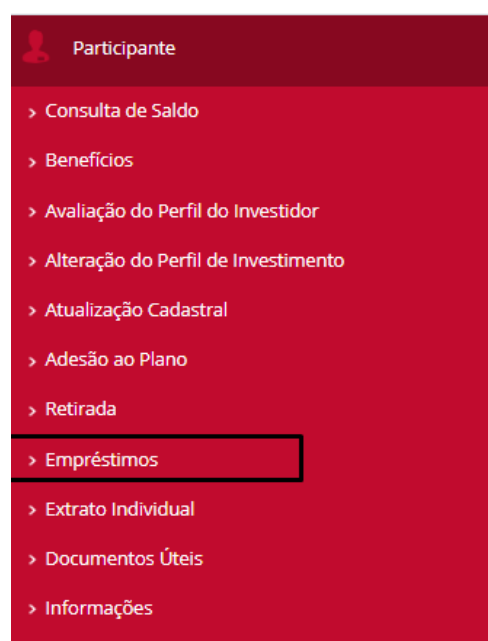 Participante
› Consulta de Saldo
› Benefícios
› Avaliação do Perfil do Investidor
› Alteração do Perfil de Investimento
› Atualização Cadastral
› Adesão ao Plano
› Retirada
› Empréstimos
› Extrato Individual
› Documentos Úteis
› Informações